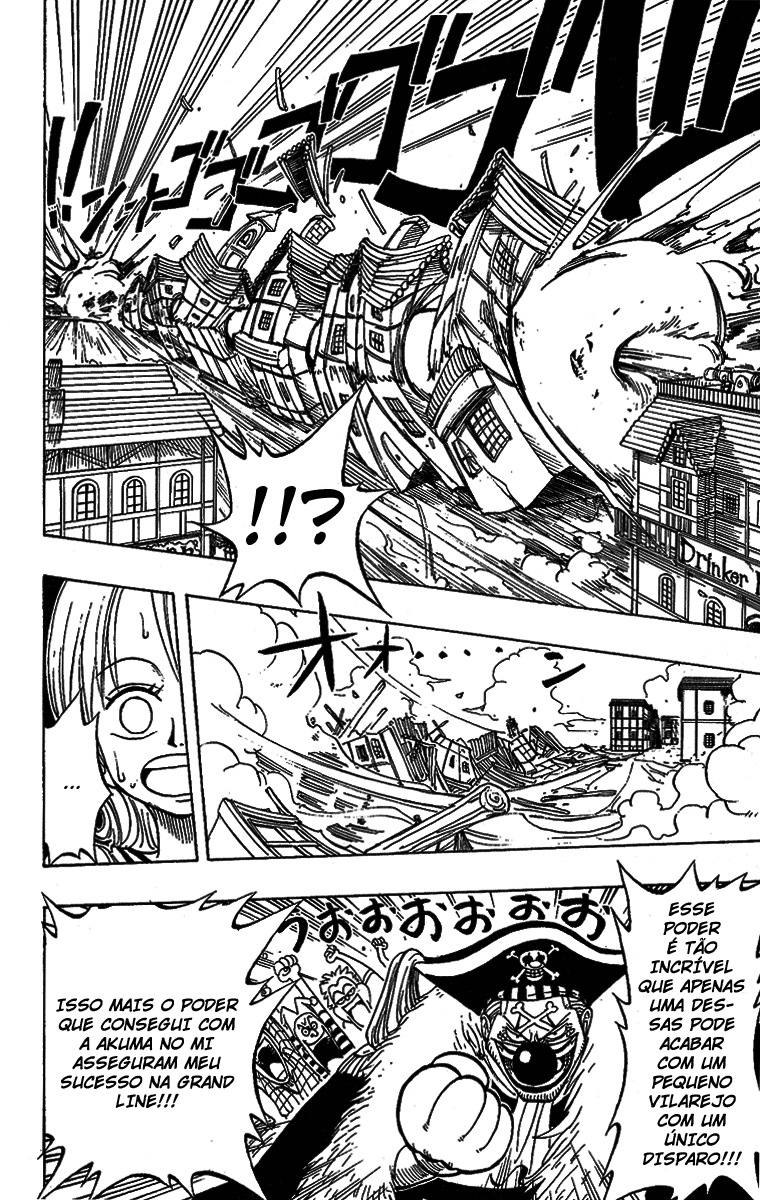 ゴゴゴゴ
!!?
Drinker
オオ
...
うおおおおおお
ESSE
PODER
É TÃO
INCRÍVEL
QUE APENAS
UMA DES-
SAS PODE
ACABAR
COM UM
PEQUENO
VILAREJO
COM UM
ÚNICO
DISPARO!!!
ISSO MAIS O PODER
QUE CONSEGUI COM
A AKUMA NO MI
ASSEGURAM MEU
SUCESSO NA GRAND
LINE!!!